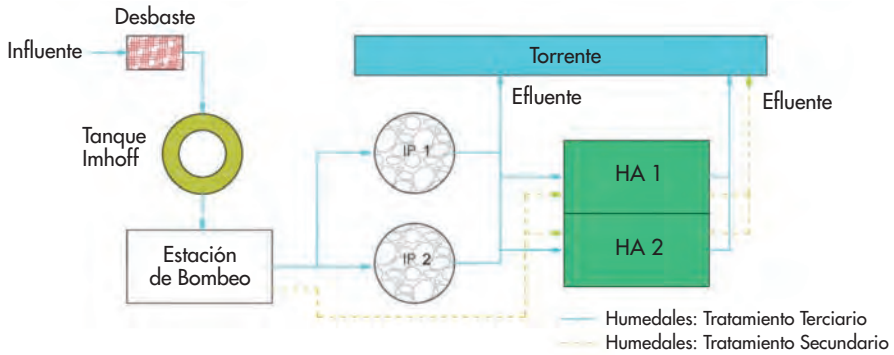 Desbaste
Influente
Torrente
Efluente
Efluente
Tanque
Imhoff
IP 1
HA 1
Estación
de Bombeo
IP 2
HA 2
Humedales: Tratamiento Terciario
Humedales: Tratamiento Secundario